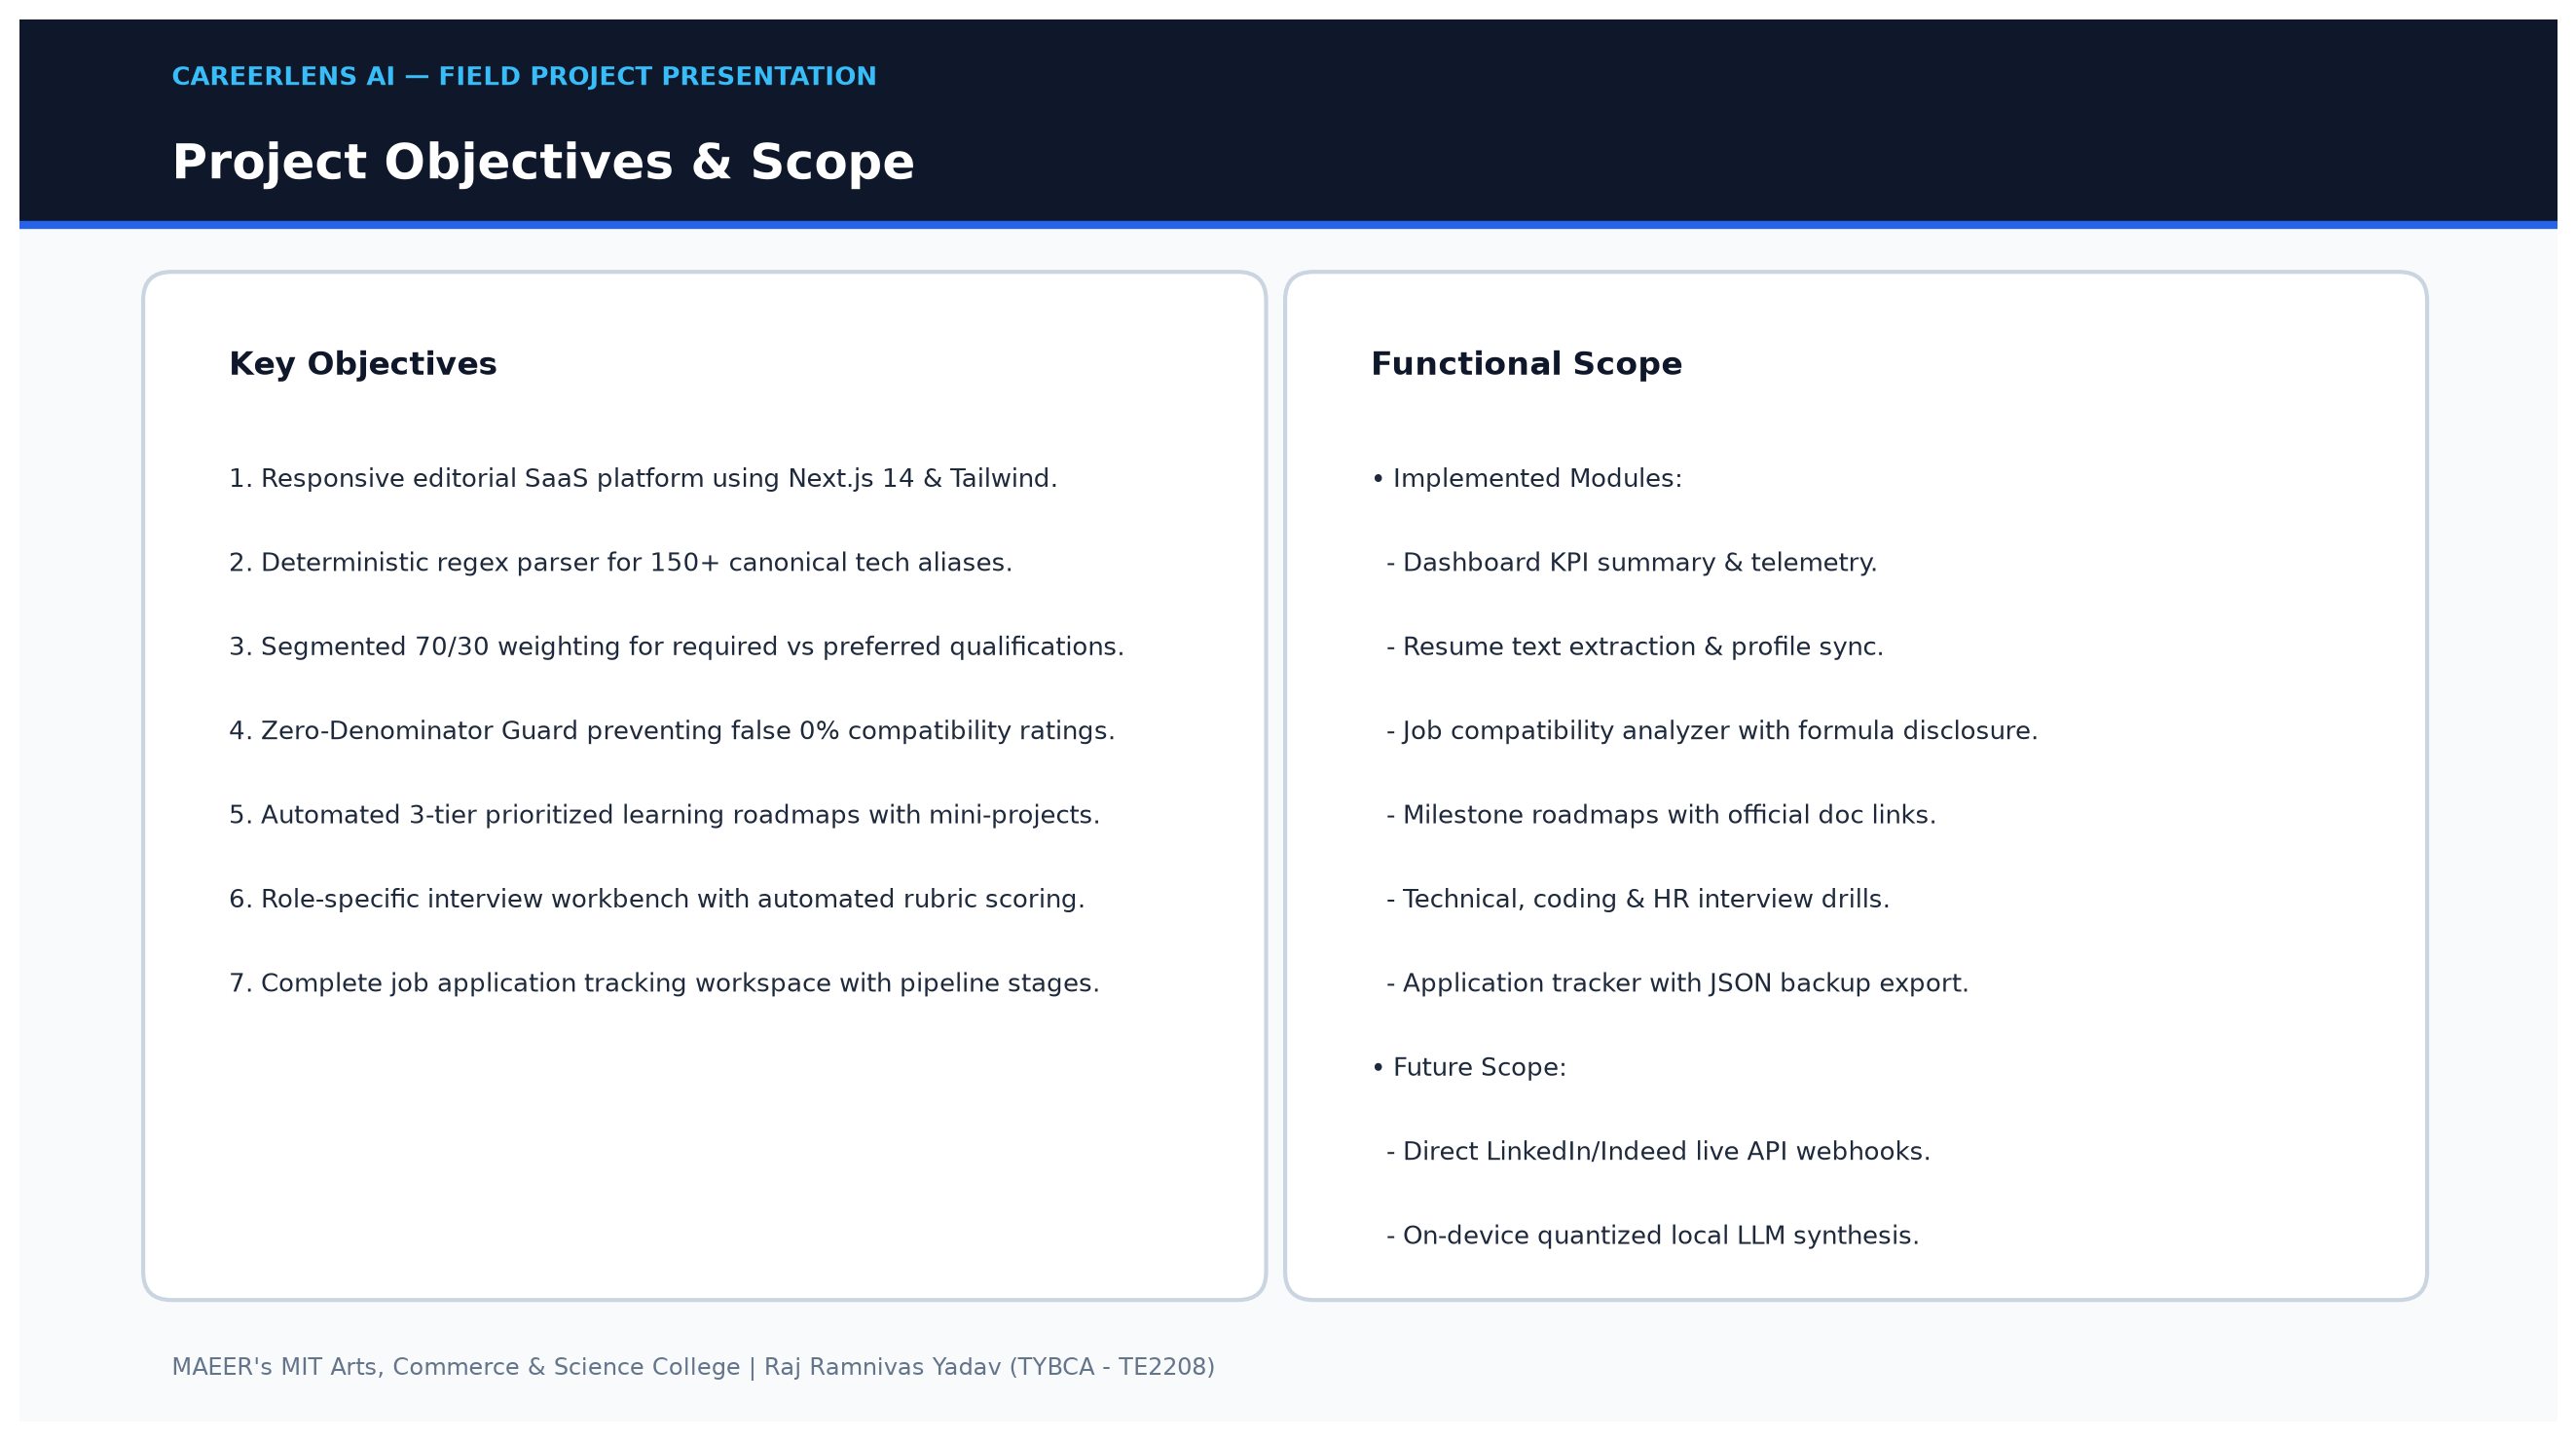 CAREERLENS AI — FIELD PROJECT PRESENTATION
Project Objectives & Scope
Key Objectives
1. Responsive editorial SaaS platform using Next.js 14 & Tailwind.
2. Deterministic regex parser for 150+ canonical tech aliases.
3. Segmented 70/30 weighting for required vs preferred qualifications.
4. Zero-Denominator Guard preventing false 0% compatibility ratings.
5. Automated 3-tier prioritized learning roadmaps with mini-projects.
6. Role-specific interview workbench with automated rubric scoring.
7. Complete job application tracking workspace with pipeline stages.
Functional Scope
• Implemented Modules:
- Dashboard KPI summary & telemetry.
- Resume text extraction & profile sync.
- Job compatibility analyzer with formula disclosure.
- Milestone roadmaps with official doc links.
- Technical, coding & HR interview drills.
- Application tracker with JSON backup export.
• Future Scope:
- Direct LinkedIn/Indeed live API webhooks.
- On-device quantized local LLM synthesis.
MAEER's MIT Arts, Commerce & Science College | Raj Ramnivas Yadav (TYBCA - TE2208)